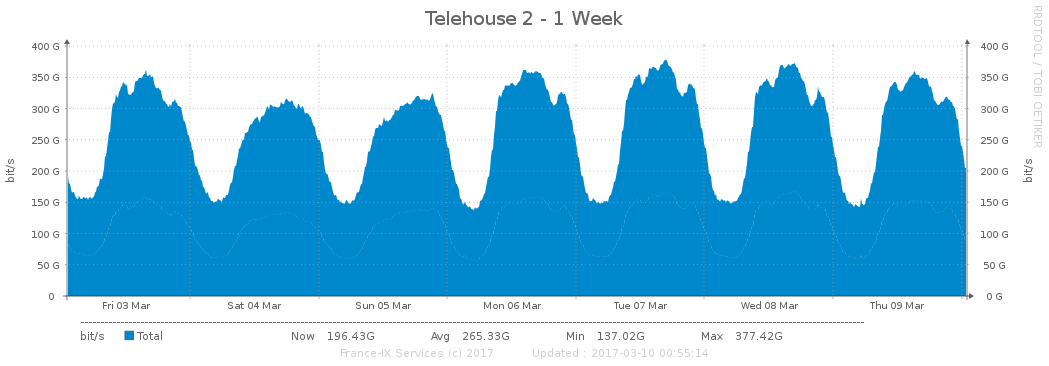 Telehouse 2 - 1 Week
RRDTOOL / TOBI OETIKER
bit/s
400 G
350 G
300 G
250 G
200 G
150 G
100 G
50 G
0
400 G
350 G
300 G
250 G
200 G
150 G
100 G
50 G
0 G
bit/s
Fri 03 Mar Sat 04 Mar Sun 05 Mar Mon 06 Mar Tue 07 Mar Wed 08 Mar Thu 09 Mar
bit/s Total Now 196.43G Avg 265.33G Min 137.02G Max 377.42G
France-IX Services (c) 2017 Updated : 2017-03-10 00:55:14